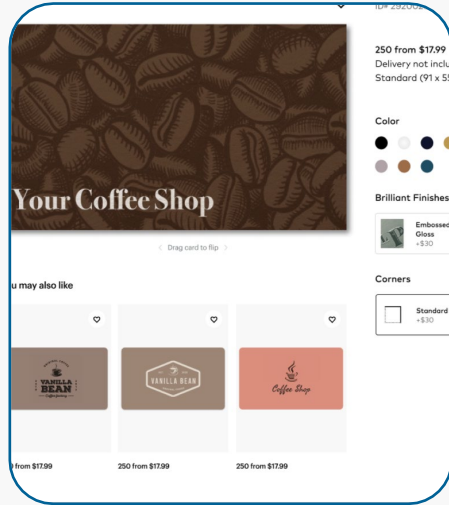 250 from $17.99
Delivery not inclu
Standard (91 x 55
Color
Your Coffee Shop
Brilliant Finishes
Embossed
Gloss
+$30
Drag card to flip
Corners
u may also like
Standard
+$30
VANILLA
BEAN
VANILLA BEAN
Coffee Shop
from $17.99
250 from $17.99
250 from $17.99